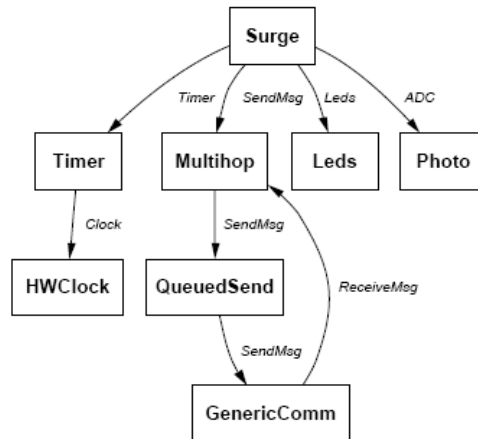 Surge
Timer SendMsg Leds ADC
Timer Multihop Leds Photo
Clock SendMsg
HWClock QueuedSend ReceiveMsg
SendMsg
GenericComm